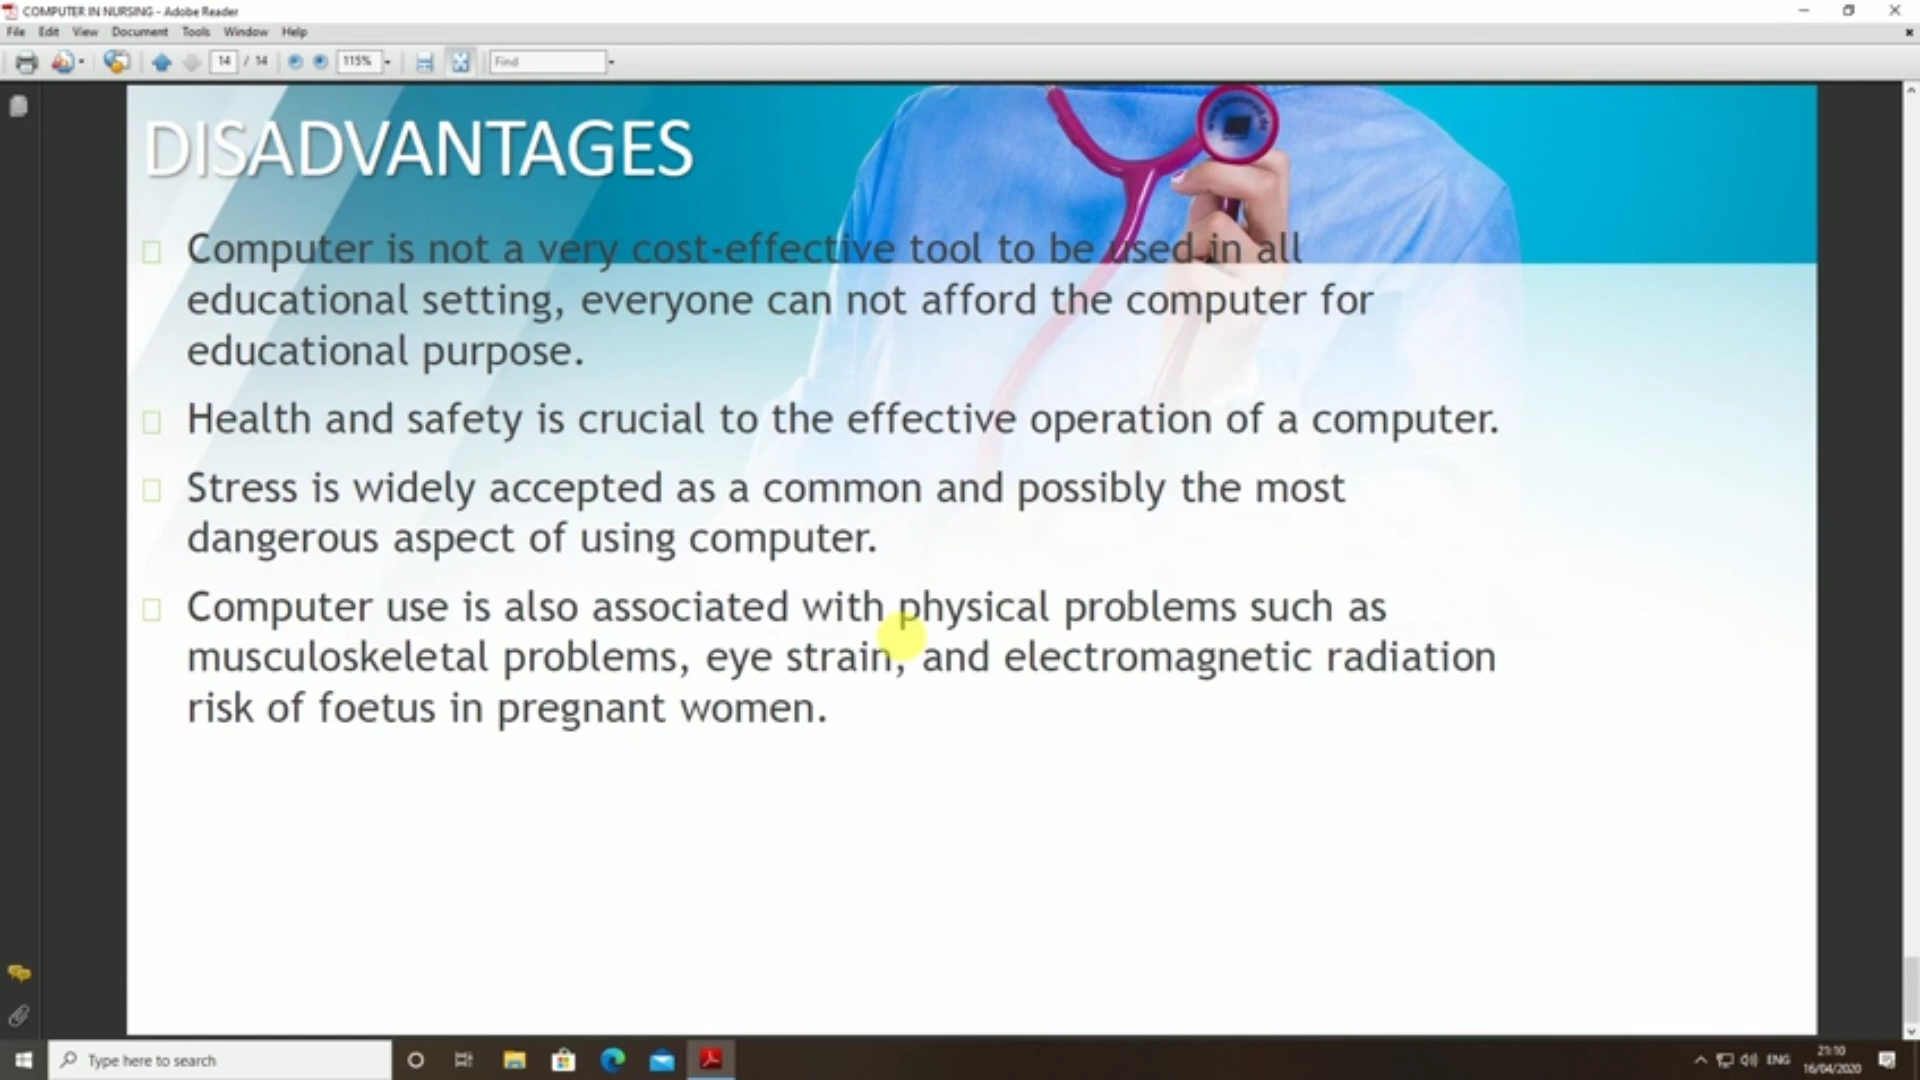 COMPUTER IN NURSING - Adobe Reader
File Edit View Document Tools Window Help
14 / 14 115% Find
DISADVANTAGES
Computer is not a very cost-effective tool to be used in all
educational setting, everyone can not afford the computer for
educational purpose.
Health and safety is crucial to the effective operation of a computer.
Stress is widely accepted as a common and possibly the most
dangerous aspect of using computer.
Computer use is also associated with physical problems such as
musculoskeletal problems, eye strain, and electromagnetic radiation
risk of foetus in pregnant women.
Type here to search
ENG
21:10
16/04/2020